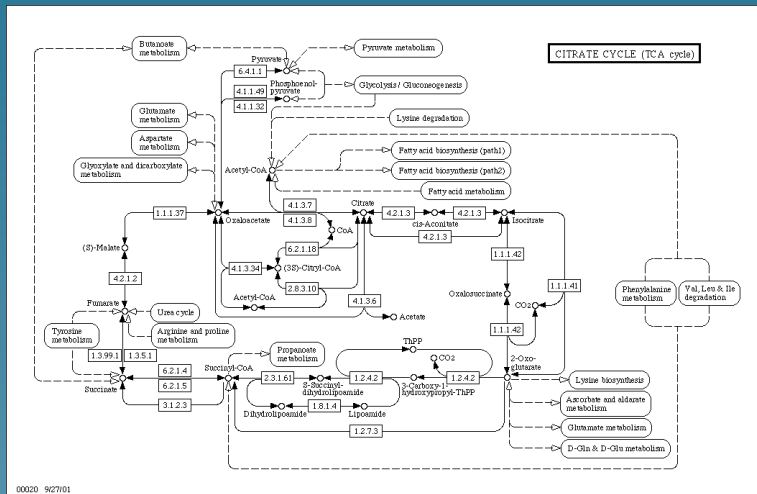 CITRATE CYCLE (TCA cycle)
Butanoate
metabolism
Pyruvate
Pyruvate metabolism
6.4.1.1
Phosphoenol-
pyruvate
4.1.1.49
4.1.1.32
Glycolysis / Gluconeogenesis
Glutamate
metabolism
Lysine degradation
Aspartate
metabolism
Glyoxylate and dicarboxylate
metabolism
Acetyl-CoA
Fatty acid biosynthesis (path1)
Fatty acid biosynthesis (path2)
Fatty acid metabolism
1.1.1.37
Oxaloacetate
4.1.3.7
4.1.3.8
Citrate
4.2.1.3
cis-Aconitate
4.2.1.3
Isocitrate
4.2.1.3
CoA
(S)-Malate
6.2.1.18
4.1.3.34
(3S)-Citryl-CoA
2.8.3.10
Acetyl-CoA
4.1.3.6
Acetate
1.1.1.42
Oxalosuccinate
CO2
1.1.1.41
1.1.1.42
Phenylalanine
metabolism
Val, Leu & Ile
degradation
4.2.1.2
Fumarate
Urea cycle
Tyrosine
metabolism
Arginine and proline
metabolism
1.3.99.1
1.3.5.1
Succinate
6.2.1.4
6.2.1.5
3.1.2.3
Succinyl-CoA
Propanoate
metabolism
2.3.1.61
S-Succinyl-
dihydrolipoamide
1.2.4.2
ThPP
CO2
3-Carboxy-1-
hydroxypropyl-ThPP
1.2.4.2
2-Oxo-
glutarate
Dihydrolipoamide
1.8.1.4
Lipoamide
1.2.7.3
Lysine biosynthesis
Ascorbate and aldarate
metabolism
Glutamate metabolism
D-Gln & D-Glu metabolism
00020 9/27/01